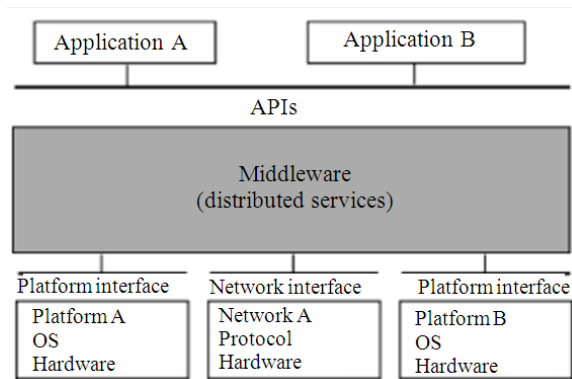 Application A
Application B
APIs
Middleware
(distributed services)
Platform interface
Network interface
Platform interface
Platform A
OS
Hardware
Network A
Protocol
Hardware
Platform B
OS
Hardware